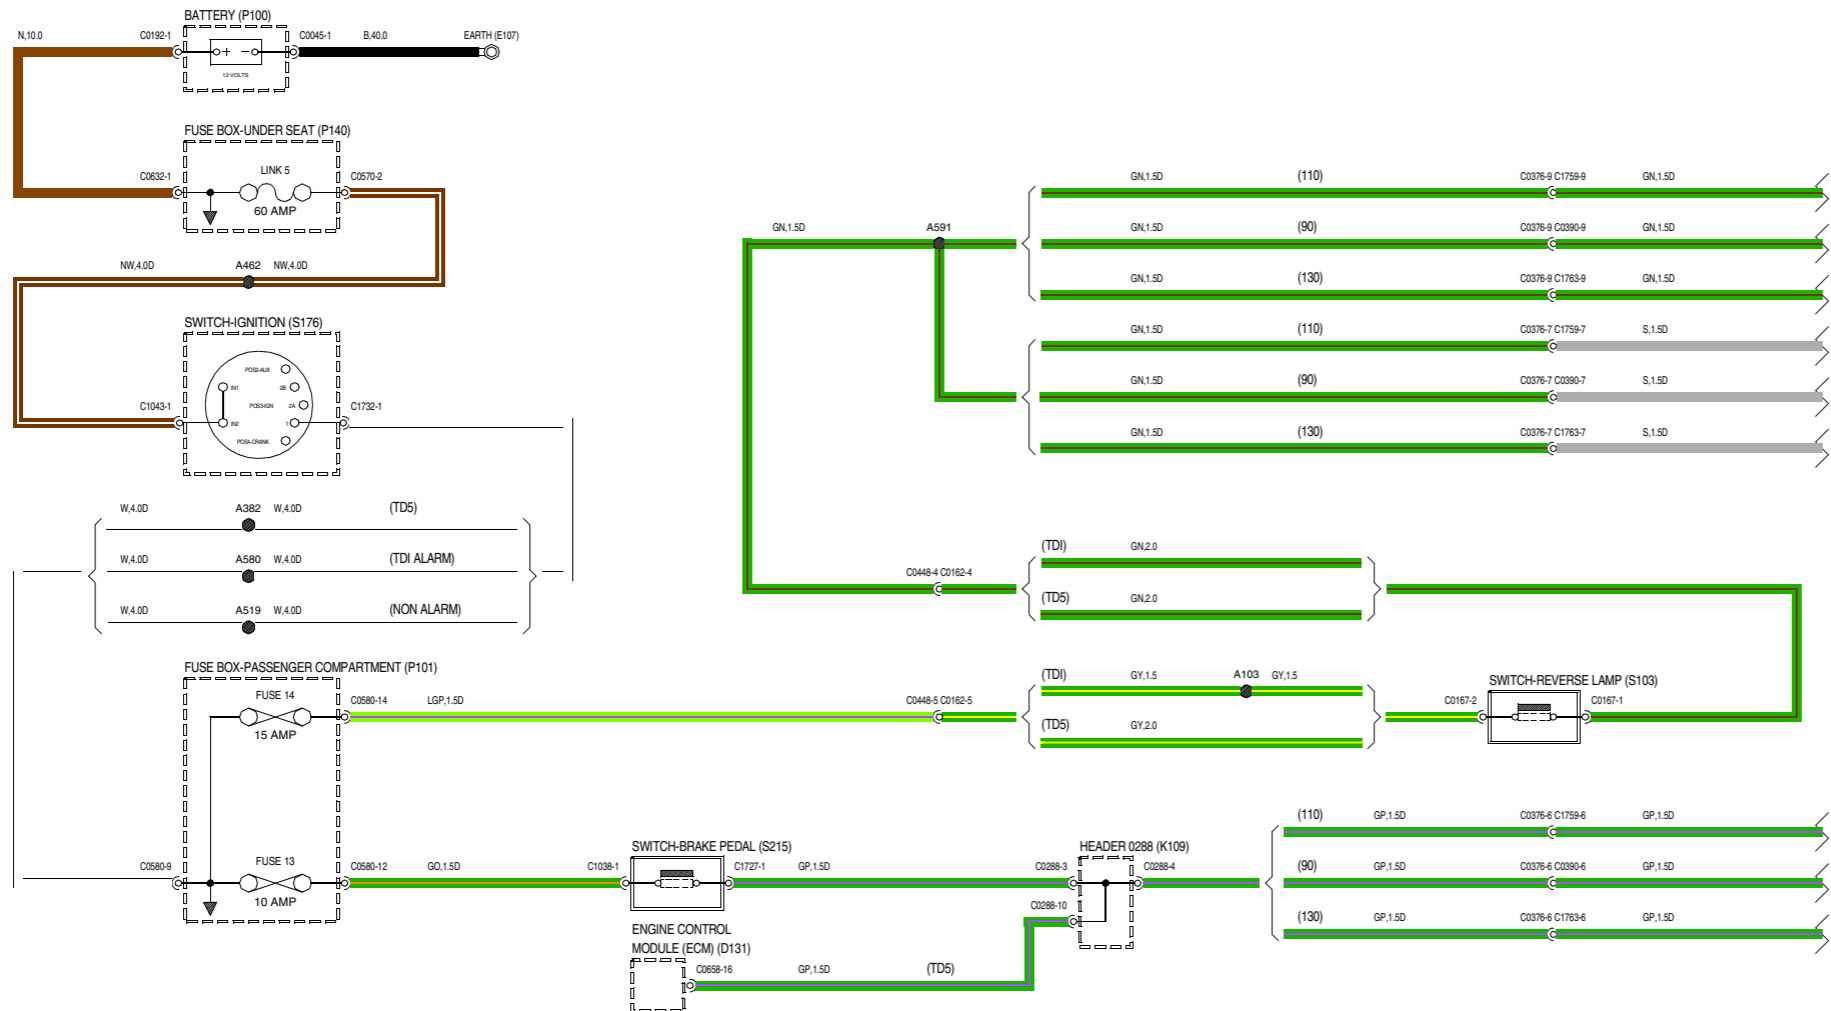 BATTERY (P100)
N,10.0
C0192-1
+ −
12 VOLTS
C0045-1
B,40.0
EARTH (E107)
FUSE BOX-UNDER SEAT (P140)
C0632-1
LINK 5
60 AMP
C0570-2
NW,4.0D
A462
NW,4.0D
SWITCH-IGNITION (S176)
C1043-1
POS2-AUX
IN1
2B
POS3-IGN
2A
IN2
1
POS4-CRANK
C1732-1
W,4.0D
A382
W,4.0D
(TD5)
W,4.0D
A580
W,4.0D
(TDI ALARM)
W,4.0D
A519
W,4.0D
(NON ALARM)
FUSE BOX-PASSENGER COMPARTMENT (P101)
FUSE 14
15 AMP
C0580-14
LGP,1.5D
C0580-9
FUSE 13
10 AMP
C0580-12
GO,1.5D
C1038-1
SWITCH-BRAKE PEDAL (S215)
C1727-1
GP,1.5D
ENGINE CONTROL
MODULE (ECM) (D131)
C0658-16
GP,1.5D
(TD5)
GN,1.5D
A591
GN,1.5D
(110)
C0376-9 C1759-9
GN,1.5D
GN,1.5D
(90)
C0376-9 C0390-9
GN,1.5D
GN,1.5D
(130)
C0376-9 C1763-9
GN,1.5D
GN,1.5D
(110)
C0376-7 C1759-7
S,1.5D
GN,1.5D
(90)
C0376-7 C0390-7
S,1.5D
GN,1.5D
(130)
C0376-7 C1763-7
S,1.5D
C0448-4 C0162-4
(TDI)
GN,2.0
(TD5)
GN,2.0
C0448-5 C0162-5
(TDI)
GY,1.5
A103
GY,1.5
(TD5)
GY,2.0
C0167-2
SWITCH-REVERSE LAMP (S103)
C0167-1
HEADER 0288 (K109)
C0288-3
C0288-4
C0288-10
(110)
GP,1.5D
C0376-6 C1759-6
GP,1.5D
(90)
GP,1.5D
C0376-6 C0390-6
GP,1.5D
(130)
GP,1.5D
C0376-6 C1763-6
GP,1.5D